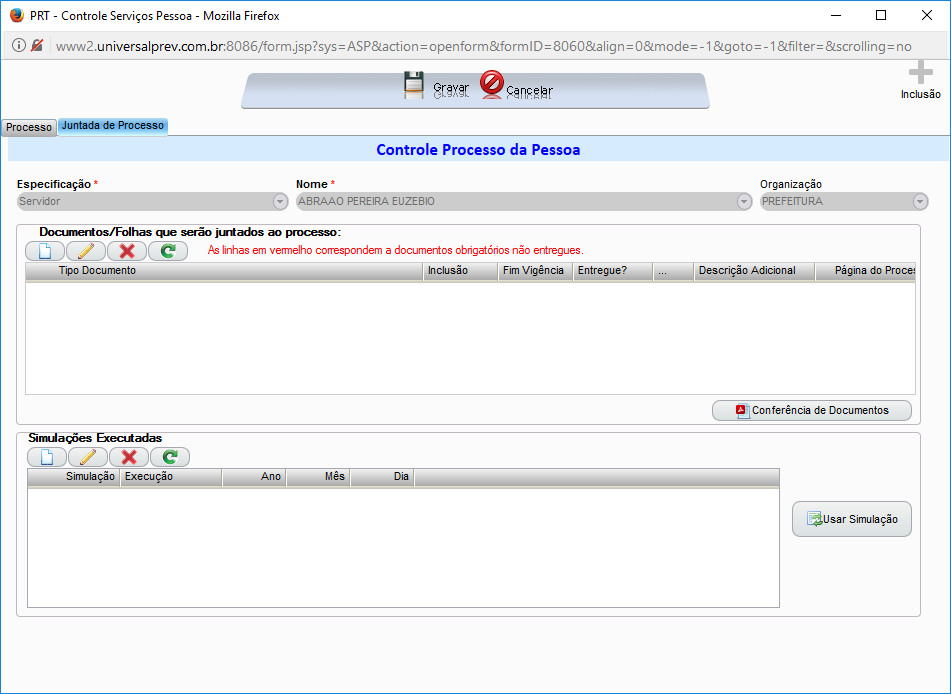 PRT - Controle Serviços Pessoa - Mozilla Firefox
www2.universalprev.com.br:8086/form.jsp?sys=ASP&action=openform&formID=8060&align=0&mode=-1&goto=-1&filter=&scrolling=no
Gravar Cancelar
Inclusão
Processo Juntada de Processo
Controle Processo da Pessoa
Especificação * Nome * Organização
Servidor ABRAAO PEREIRA EUZEBIO PREFEITURA
Documentos/Folhas que serão juntados ao processo:
As linhas em vermelho correspondem a documentos obrigatórios não entregues.
Tipo Documento Inclusão Fim Vigência Entregue? ... Descrição Adicional Página do Proces
Conferência de Documentos
Simulações Executadas
Simulação Execução Ano Mês Dia
Usar Simulação